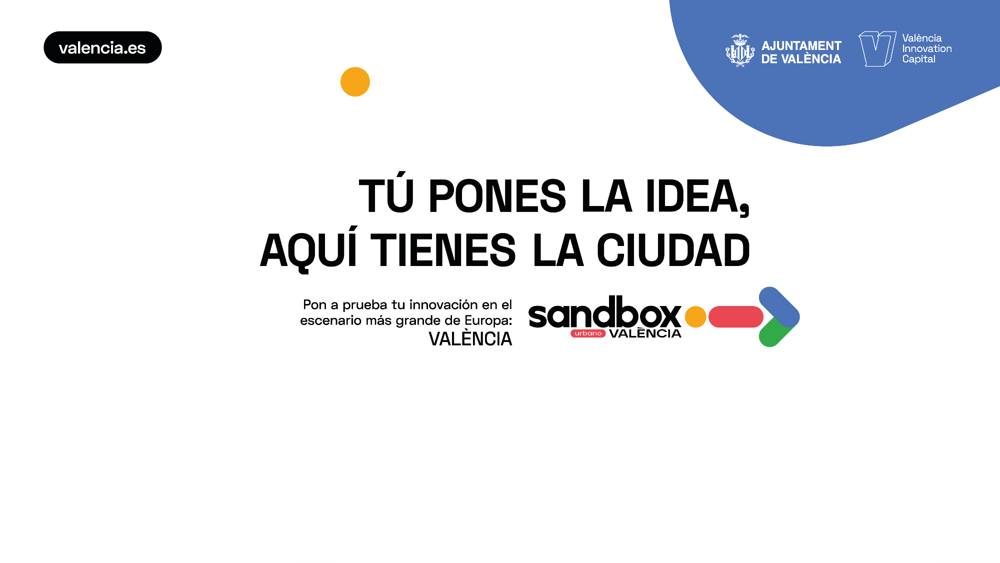 valencia.es
AJUNTAMENT
DE VALÈNCIA
València
Innovation
Capital
TÚ PONES LA IDEA,
AQUÍ TIENES LA CIUDAD
Pon a prueba tu innovación en el
escenario más grande de Europa:
VALÈNCIA
sandbox
urbano VALÈNCIA